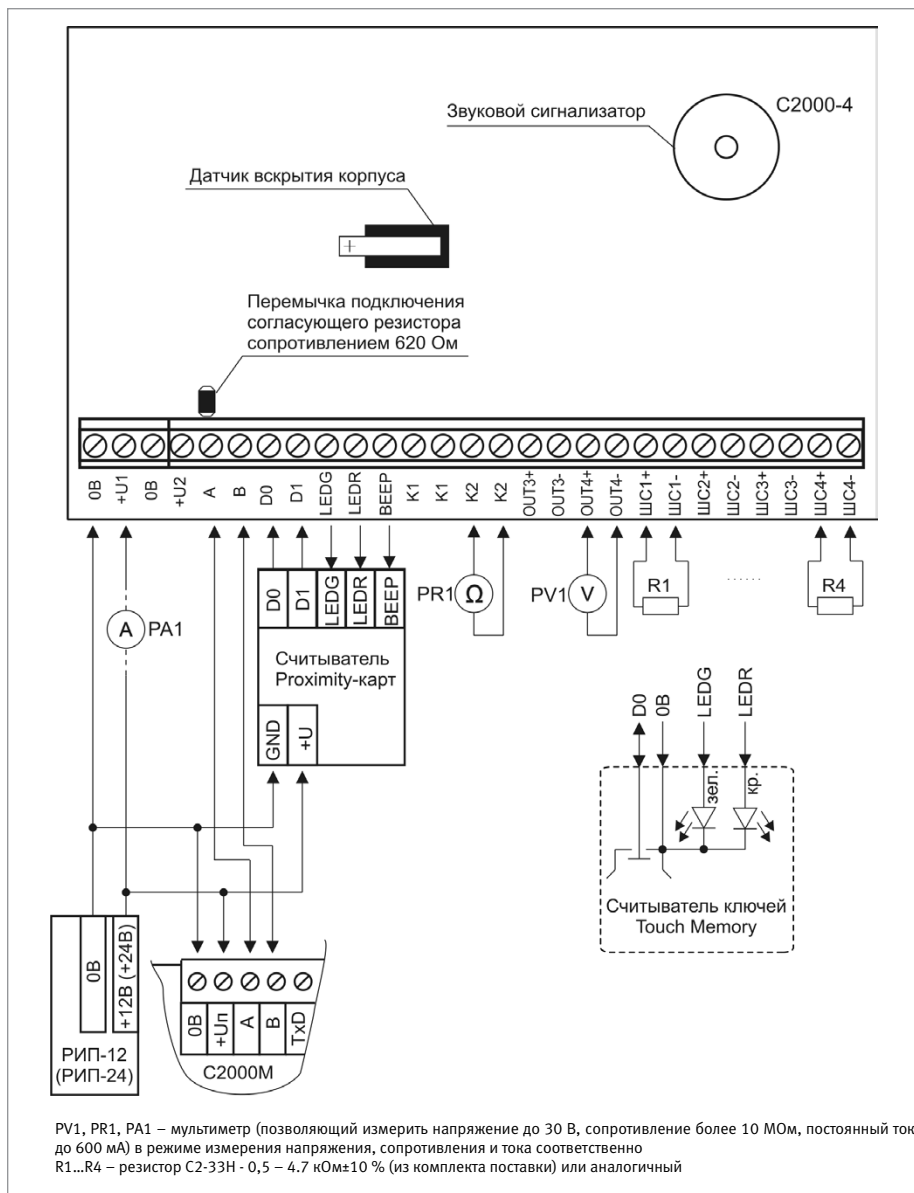 C2000-4
Звуковой сигнализатор
Датчик вскрытия корпуса
+
Перемычка подключения
согласующего резистора
сопротивлением 620 Ом
0В
+U1
0В
+U2
A
B
D0
D1
LEDG
LEDR
BEEP
K1
K1
K2
K2
OUT3+
OUT3-
OUT4+
OUT4-
ШС1+
ШС1-
ШС2+
ШС2-
ШС3+
ШС3-
ШС4+
ШС4-
A PA1
D0
D1
LEDG
LEDR
BEEP
Считыватель
Proximity-карт
GND
+U
PR1 Ω
PV1 V
R1
......
R4
D0
0В
LEDG
LEDR
зел.
кр.
Считыватель ключей
Touch Memory
0В
+12В (+24В)
РИП-12
(РИП-24)
0В
+Uп
A
B
TxD
C2000M
PV1, PR1, PA1 – мультиметр (позволяющий измерить напряжение до 30 В, сопротивление более 10 МОм, постоянный ток
до 600 мА) в режиме измерения напряжения, сопротивления и тока соответственно
R1...R4 – резистор С2-33Н - 0,5 – 4.7 кОм±10 % (из комплекта поставки) или аналогичный